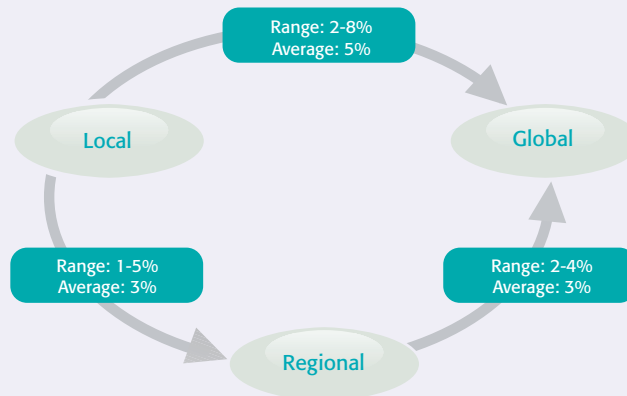 Range: 2-8%
Average: 5%
Local
Global
Range: 1-5%
Average: 3%
Range: 2-4%
Average: 3%
Regional